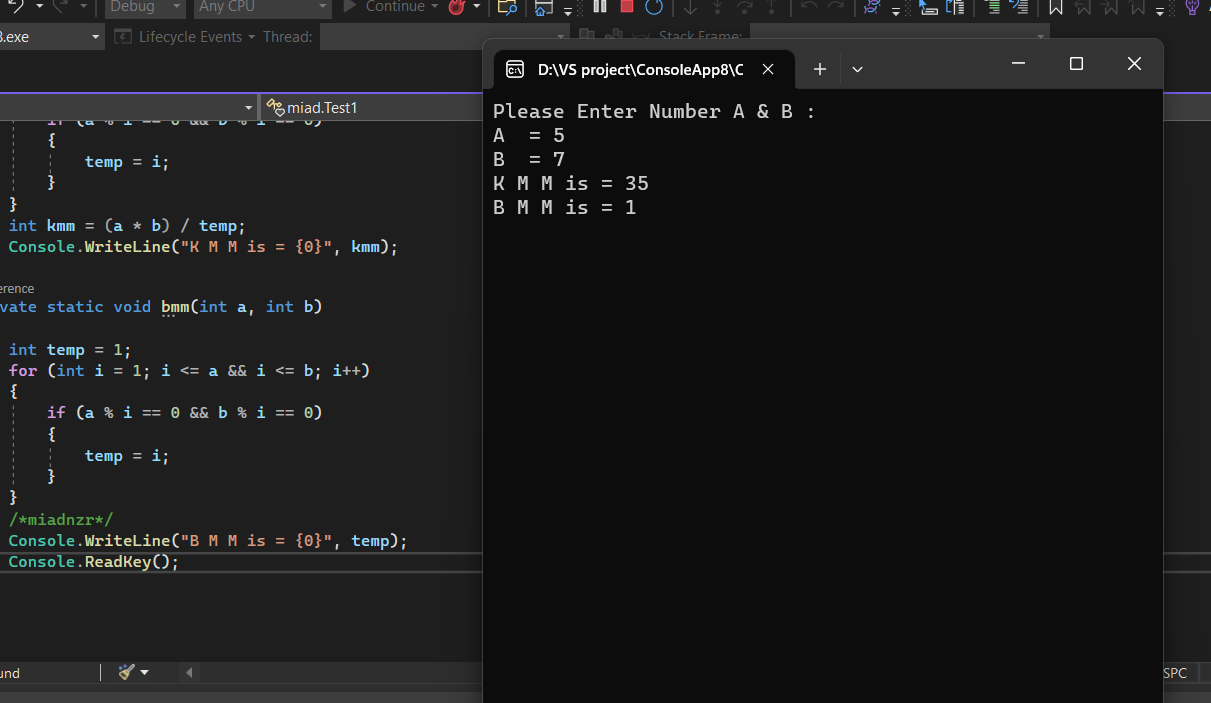 Debug
Any CPU
Continue
8.exe
Lifecycle Events
Thread:
Stack Frame:
miad.Test1
if (a % i == 0 && b % i == 0)
{
temp = i;
}
}
int kmm = (a * b) / temp;
Console.WriteLine("K M M is = {0}", kmm);
erence
vate static void bmm(int a, int b)
int temp = 1;
for (int i = 1; i <= a && i <= b; i++)
{
if (a % i == 0 && b % i == 0)
{
temp = i;
}
}
/*miadnzr*/
Console.WriteLine("B M M is = {0}", temp);
Console.ReadKey();
und
SPC
D:\VS project\ConsoleApp8\C
Please Enter Number A & B :
A  = 5
B  = 7
K M M is = 35
B M M is = 1